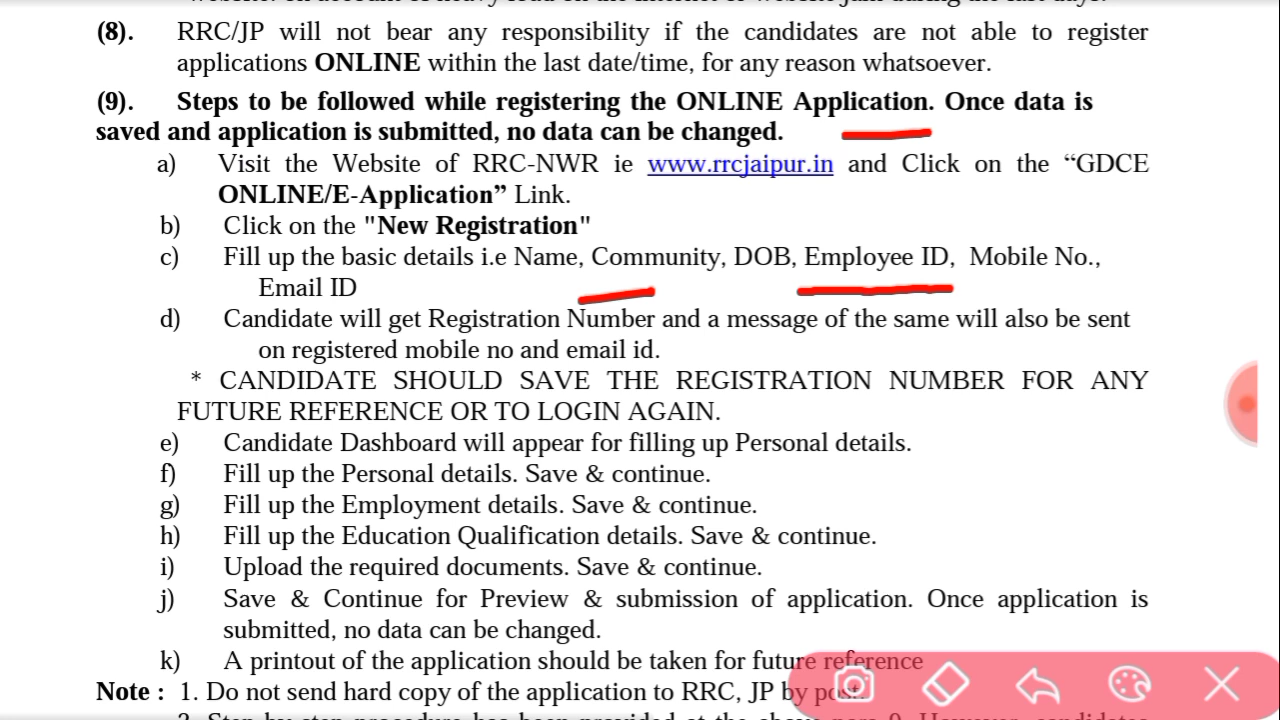 (8). RRC/JP will not bear any responsibility if the candidates are not able to register
applications ONLINE within the last date/time, for any reason whatsoever.
(9). Steps to be followed while registering the ONLINE Application. Once data is
saved and application is submitted, no data can be changed.
a) Visit the Website of RRC-NWR ie www.rrcjaipur.in and Click on the “GDCE
ONLINE/E-Application” Link.
b) Click on the "New Registration"
c) Fill up the basic details i.e Name, Community, DOB, Employee ID, Mobile No.,
Email ID
d) Candidate will get Registration Number and a message of the same will also be sent
on registered mobile no and email id.
* CANDIDATE SHOULD SAVE THE REGISTRATION NUMBER FOR ANY
FUTURE REFERENCE OR TO LOGIN AGAIN.
e) Candidate Dashboard will appear for filling up Personal details.
f) Fill up the Personal details. Save & continue.
g) Fill up the Employment details. Save & continue.
h) Fill up the Education Qualification details. Save & continue.
i) Upload the required documents. Save & continue.
j) Save & Continue for Preview & submission of application. Once application is
submitted, no data can be changed.
k) A printout of the application should be taken for future reference
Note : 1. Do not send hard copy of the application to RRC, JP by post.